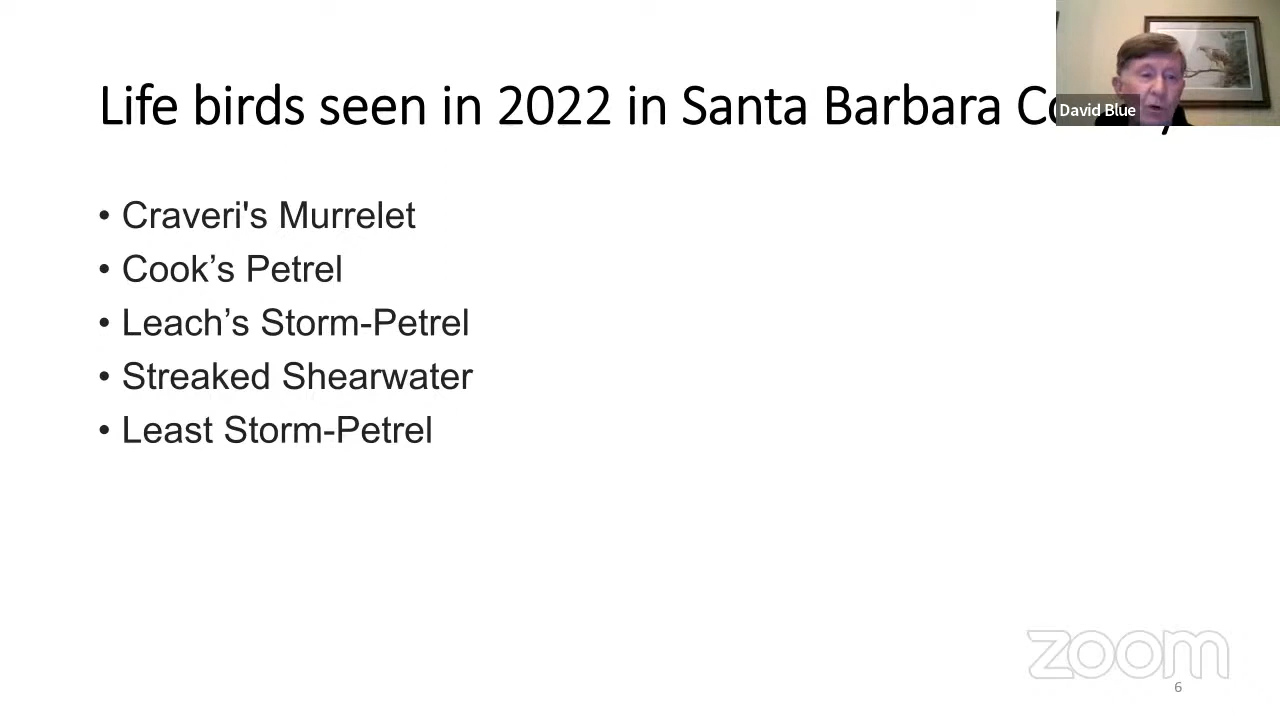 Life birds seen in 2022 in Santa Barbara
David Blue
• Craveri's Murrelet
• Cook’s Petrel
• Leach’s Storm-Petrel
• Streaked Shearwater
• Least Storm-Petrel
zoom
6